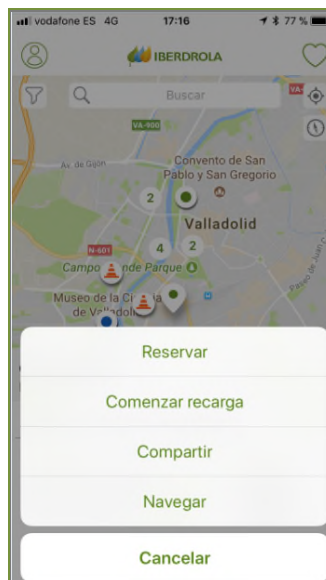 vodafone ES 4G 17:16 77 %
IBERDROLA
Buscar
VA-
VA-900
Av. de Gijón
Convento de San
Pablo y San Gregorio
2
Valladolid
N-601
4 2
Campo Grande Parque
Paseo de Juan C
Museo de la Ci
de Valladolid
Reservar
Comenzar recarga
Compartir
Navegar
Cancelar